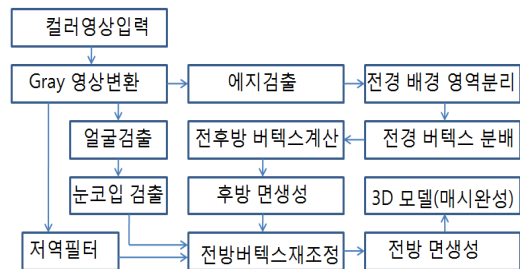 컬러영상입력
Gray 영상변환
에지검출
전경 배경 영역분리
얼굴검출
전후방 버텍스계산
전경 버텍스 분배
눈코입 검출
후방 면생성
3D 모델(매시완성)
저역필터
전방버텍스재조정
전방 면생성